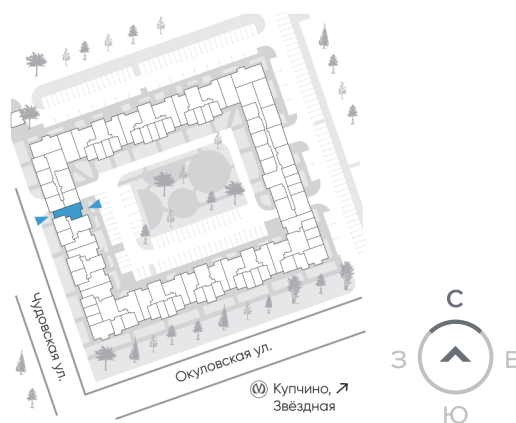 Чудовская ул.
Окуловская ул.
Купчино,
Звёздная
С
З
В
Ю